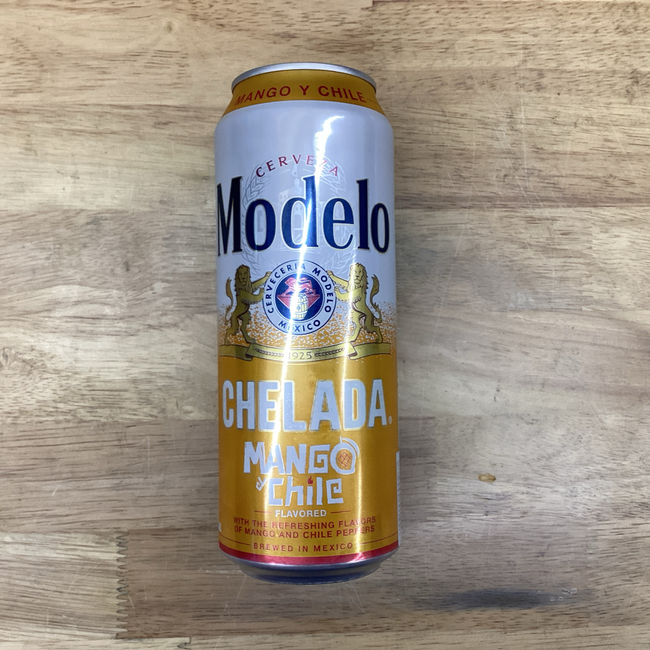 MANGO Y CHILE
CERVEZA
Modelo
CERVECERIA MODELO
MEXICO
1925
CHELADA®
MANGO
y Chile
FLAVORED
WITH THE REFRESHING FLAVORS
OF MANGO AND CHILE PEPPERS
BREWED IN MEXICO